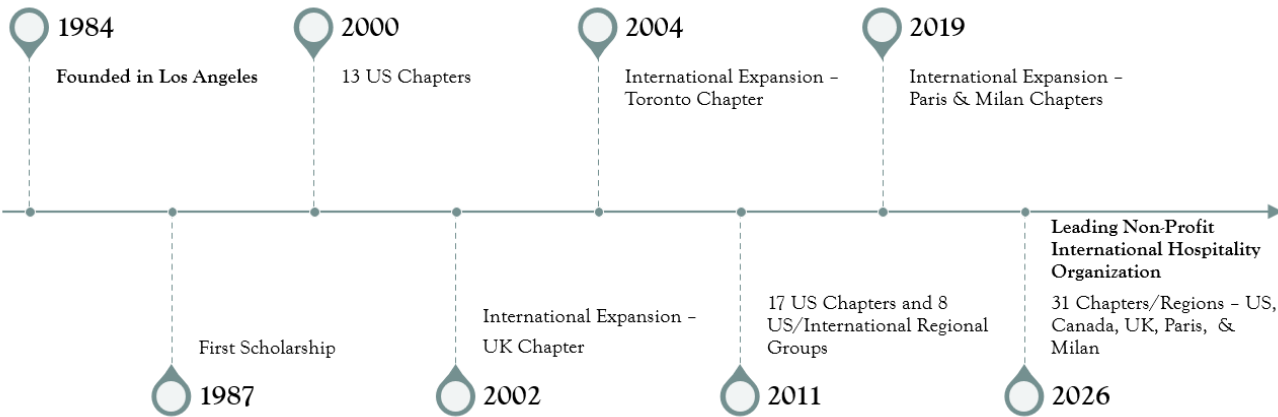 1984
Founded in Los Angeles
2000
13 US Chapters
2004
International Expansion –
Toronto Chapter
2019
International Expansion –
Paris & Milan Chapters
First Scholarship
1987
International Expansion –
UK Chapter
2002
17 US Chapters and 8
US/International Regional
Groups
2011
Leading Non-Profit
International Hospitality
Organization
31 Chapters/Regions – US,
Canada, UK, Paris, &
Milan
2026